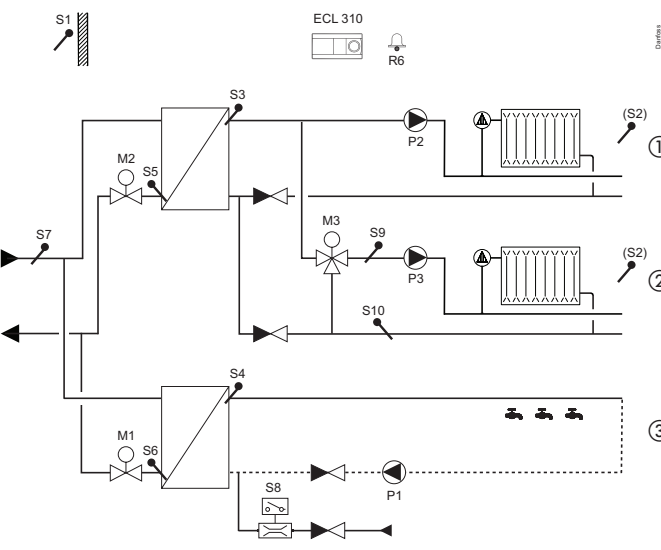 S1
ECL 310
R6
Danfoss
S3
P2
(S2)
①
M2
S5
S7
M3
S9
P3
(S2)
②
S10
S4
③
M1
S6
S8
P1